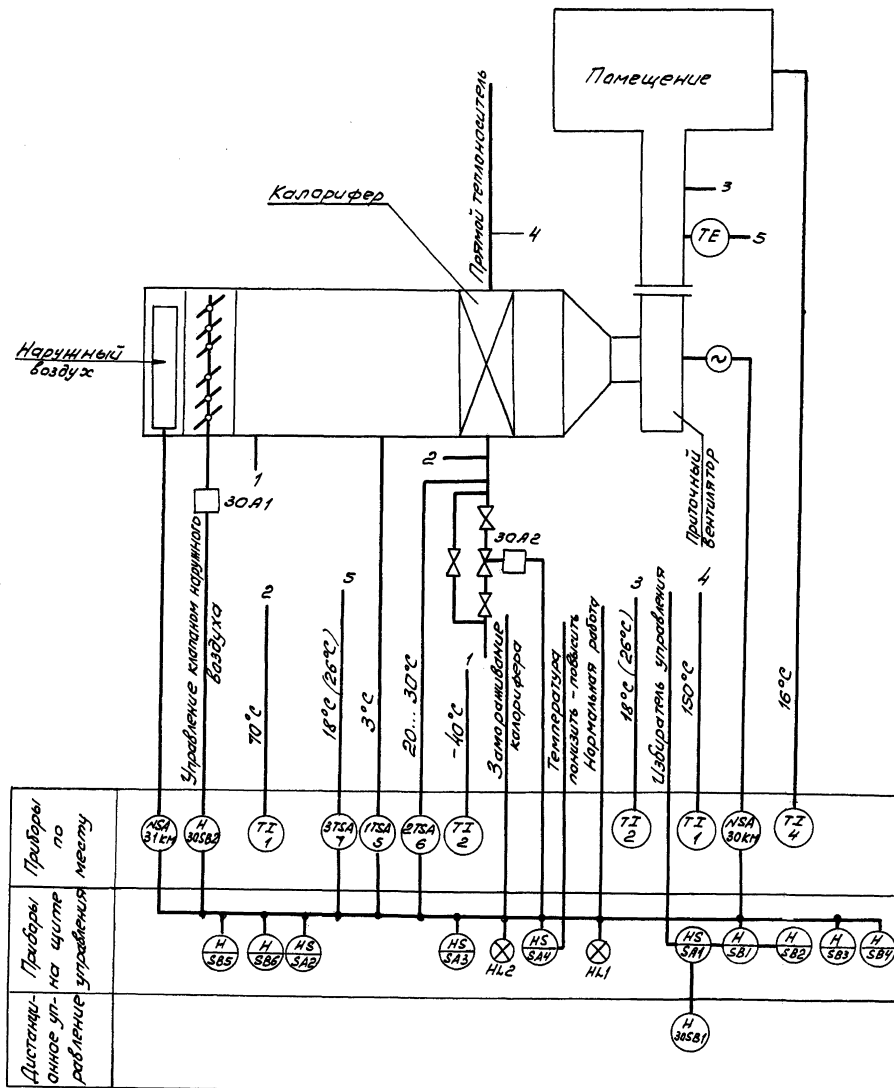 Помещение
Прямой теплоноситель
Калорифер
3
4
TE
5
Наружный
воздух
~
1
2
Приточный
вентилятор
30A1
30A2
Управление клапаном наружного
воздуха
2
70°C
5
18°C (26°C)
3°C
20...30°C
1
-40°C
Замораживание
калорифера
Температура
понизить - повысить
Нормальная работа
3
18°C (26°C)
Избиратель управления
4
150°C
16°C
Приборы
по
месту
NSA
31KM
H
30SB2
TI
1
3TSA
7
1TSA
5
2TSA
6
TI
2
TI
2
TI
1
NSA
30KM
TI
4
Приборы
на щите
управления
H
SB5
H
SB6
HS
SA2
HS
SA3
HL2
HS
SA4
HL1
HS
SA1
H
SB1
H
SB2
H
SB3
H
SB4
Дистанци-
онное уп-
равление
H
30SB1